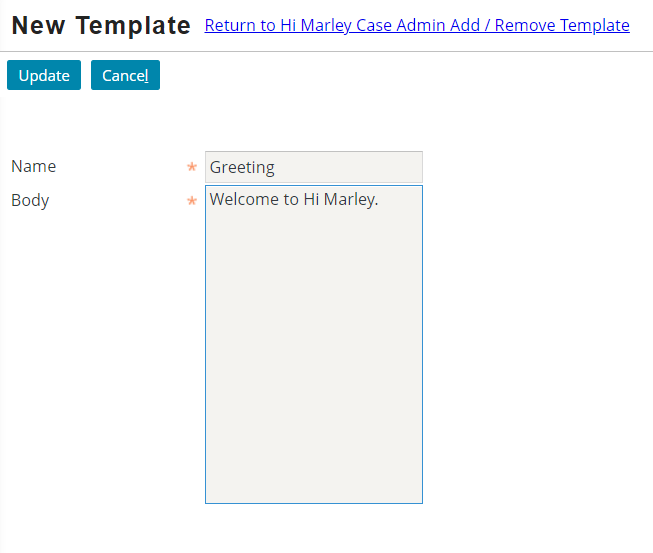 New Template Return to Hi Marley Case Admin Add / Remove Template
Update Cancel
Name * Greeting
Body * Welcome to Hi Marley.